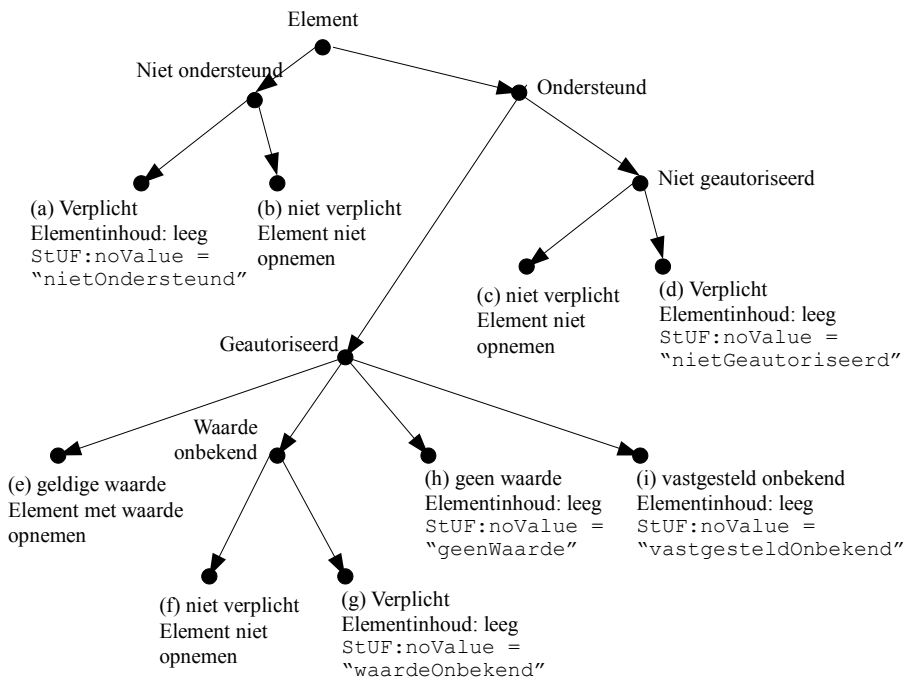 Element
Niet ondersteund
Ondersteund
Niet geautoriseerd
(a) Verplicht
Elementinhoud: leeg
StUF:noValue =
“nietOndersteund”
(b) niet verplicht
Element niet
opnemen
(c) niet verplicht
Element niet
opnemen
(d) Verplicht
Elementinhoud: leeg
StUF:noValue =
“nietGeautoriseerd”
Geautoriseerd
Waarde
onbekend
(e) geldige waarde
Element met waarde
opnemen
(h) geen waarde
Elementinhoud: leeg
StUF:noValue =
“geenWaarde”
(i) vastgesteld onbekend
Elementinhoud: leeg
StUF:noValue =
“vastgesteldOnbekend”
(f) niet verplicht
Element niet
opnemen
(g) Verplicht
Elementinhoud: leeg
StUF:noValue =
“waardeOnbekend”